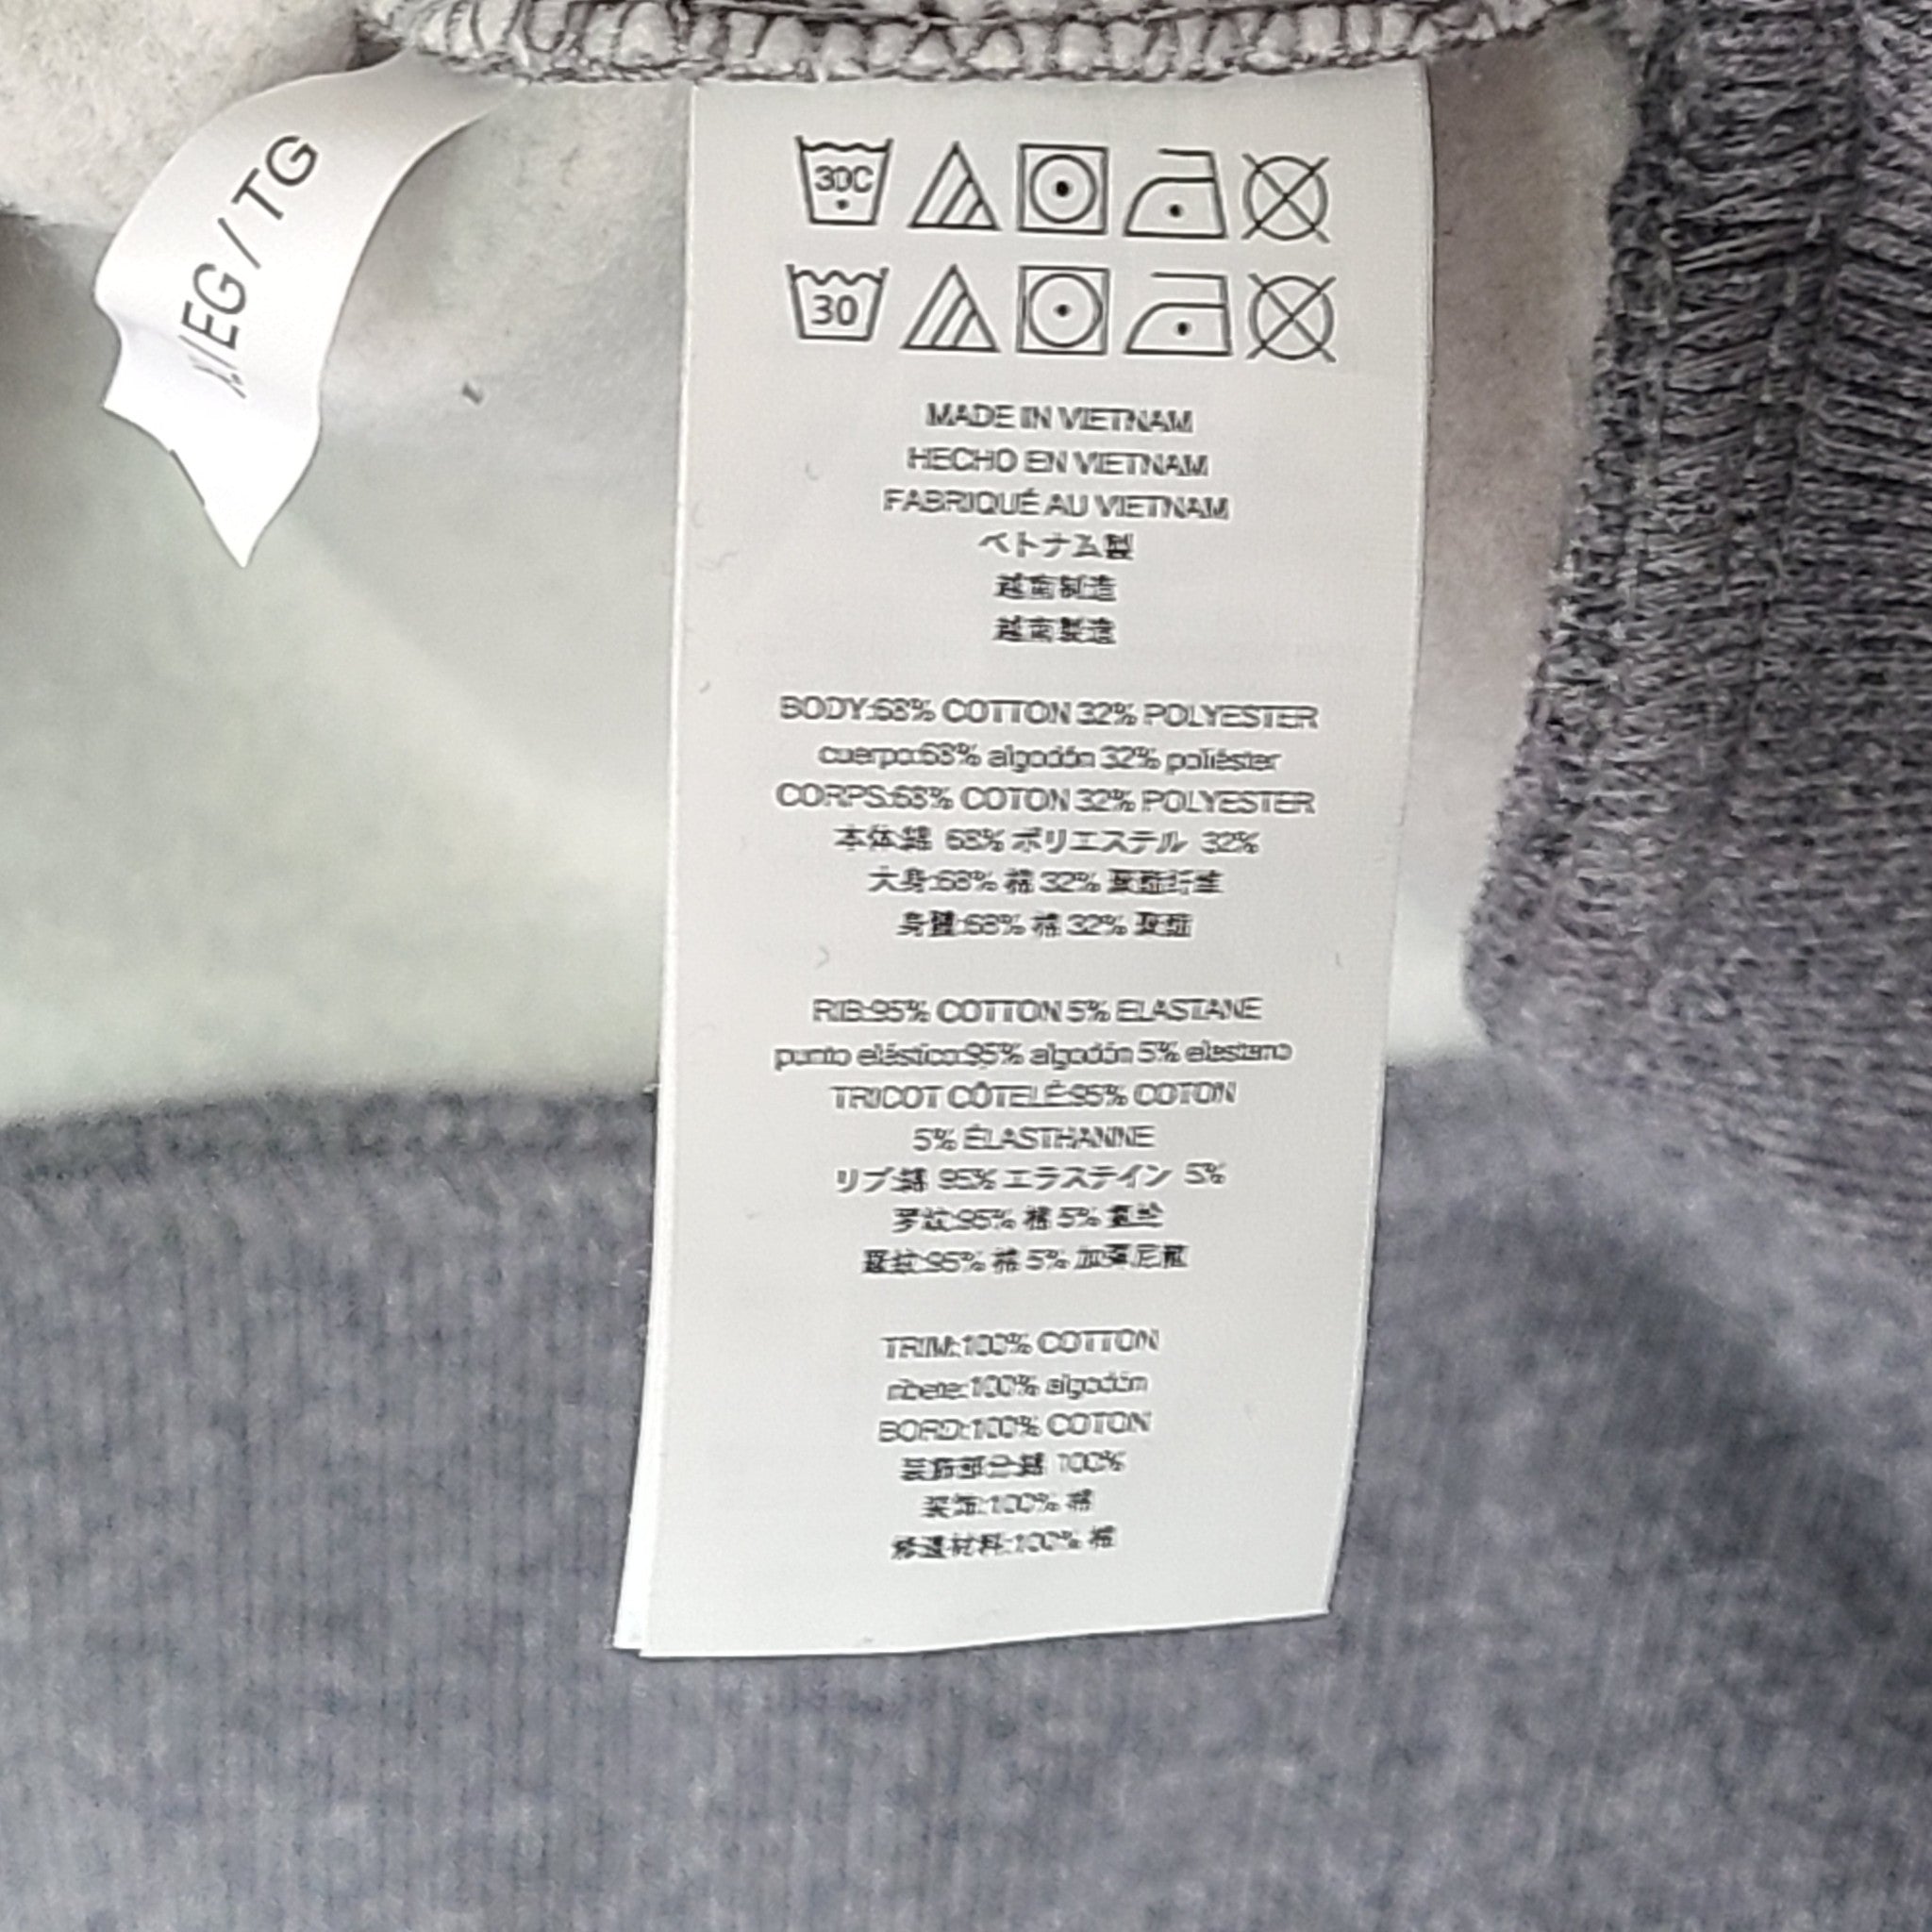 /EG / TG
30C
30
MADE IN VIETNAM
HECHO EN VIETNAM
FABRIQUÉ AU VIETNAM
ベトナム製
越南制造
越南製造
BODY:68% COTTON 32% POLYESTER
cuerpo:68% algodón 32% poliéster
CORPS:68% COTON 32% POLYESTER
本体:綿 68% ポリエステル 32%
大身:68% 棉 32% 聚酯纤维
身體:68% 棉 32% 聚酯
RIB:95% COTTON 5% ELASTANE
punto elástico:95% algodón 5% elastano
TRICOT CÔTELÉ:95% COTON
5% ÉLASTHANNE
リブ:綿 95% エラステイン 5%
罗纹:95% 棉 5% 氨纶
羅紋:95% 棉 5% 加彈尼龍
TRIM:100% COTTON
ribete:100% algodón
BORD:100% COTON
装飾部分:綿 100%
装饰:100% 棉
:100% 棉